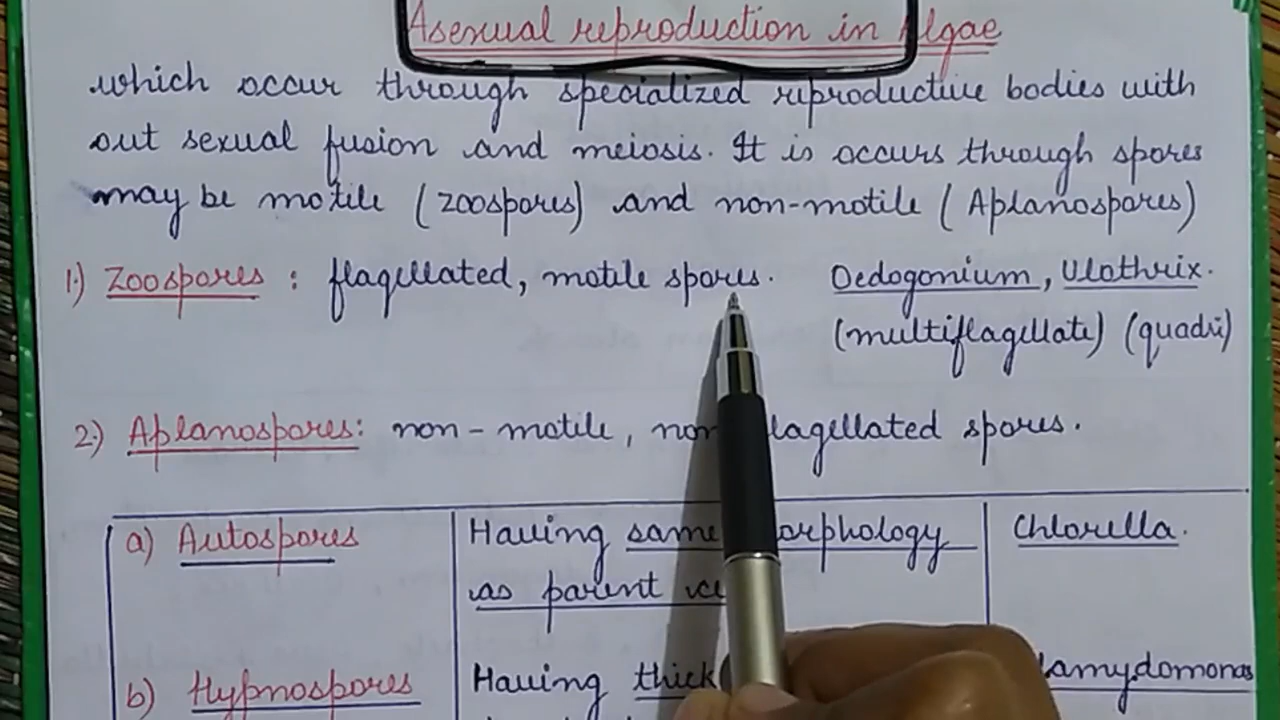 Asexual reproduction in Algae
which occur through specialized reproductive bodies with
out sexual fusion and meiosis. It is occurs through spores
may be motile (zoospores) and non-motile (Aplanospores)
1.) Zoospores : flagellated, motile spores. Oedogonium, Ulothrix.
(multiflagellate) (quadri)
2.) Aplanospores: non-motile, non flagellated spores.
a) Autospores Having same morphology Chlorella.
as parent
b) Hypnospores Having thick